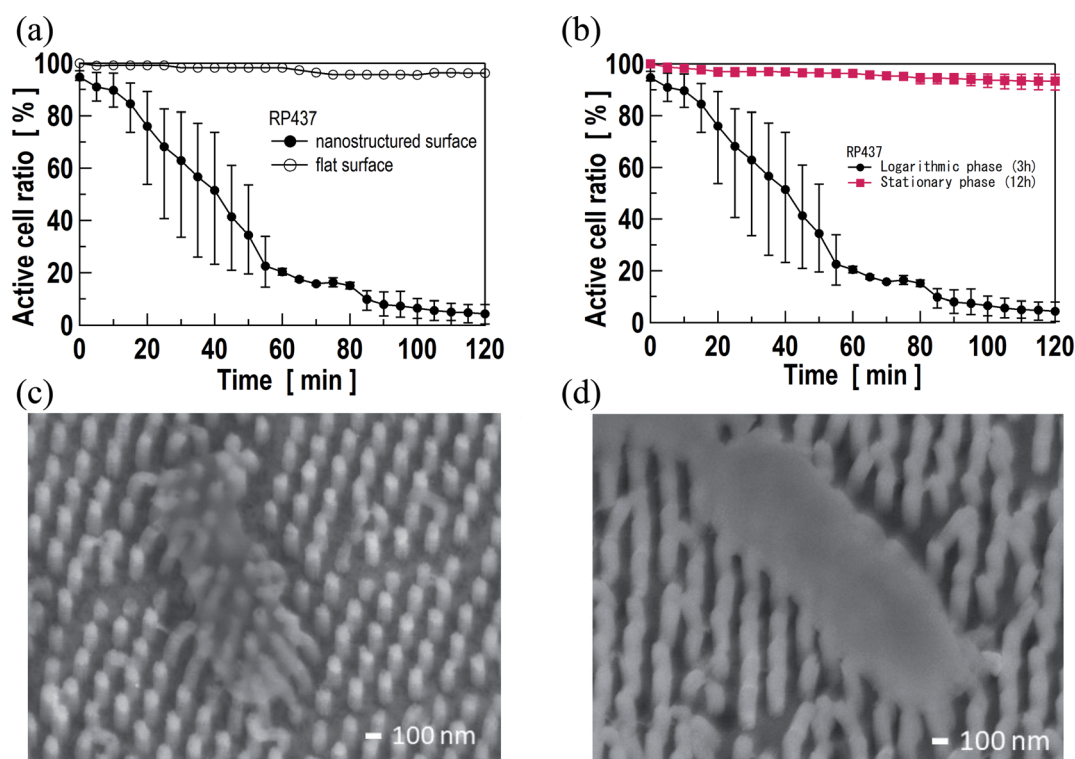 (a)
100
80
60
40
20
0
Active cell ratio [ % ]
RP437
nanostructured surface
flat surface
0 20 40 60 80 100 120
Time [ min ]
(b)
100
80
60
40
20
0
Active cell ratio [ % ]
RP437
Logarithmic phase (3h)
Stationary phase (12h)
0 20 40 60 80 100 120
Time [ min ]
(c)
100 nm
(d)
100 nm